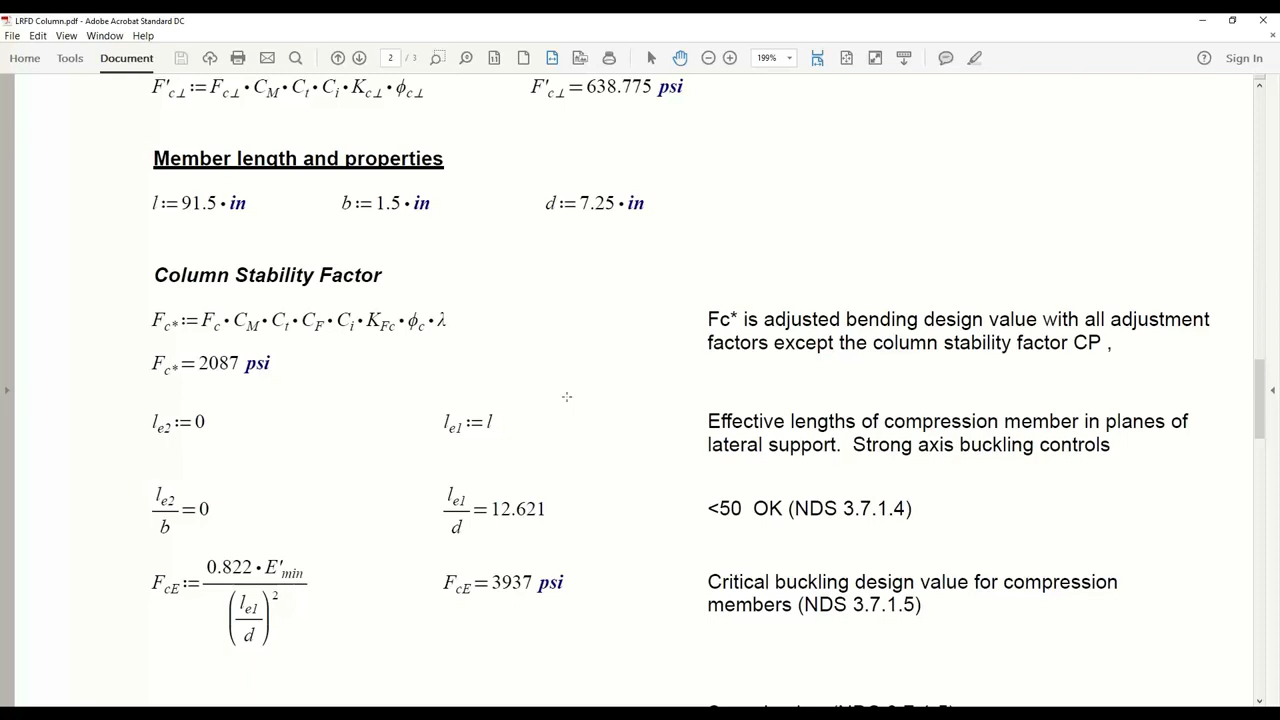 LRFD Column.pdf - Adobe Acrobat Standard DC
File Edit View Window Help
Home Tools Document 2 / 3 199% Sign In
F'c⊥ := Fc⊥ • CM • Ct • Ci • Kc⊥ • ϕc⊥ F'c⊥ = 638.775 psi
Member length and properties
l := 91.5 • in b := 1.5 • in d := 7.25 • in
Column Stability Factor
Fc* := Fc • CM • Ct • CF • Ci • KFc • ϕc • λ Fc* is adjusted bending design value with all adjustment
factors except the column stability factor CP ,
Fc* = 2087 psi
le2 := 0 le1 := l Effective lengths of compression member in planes of
lateral support. Strong axis buckling controls
le2/b = 0 le1/d = 12.621 <50 OK (NDS 3.7.1.4)
FcE := 0.822 • E'min / (le1/d)² FcE = 3937 psi Critical buckling design value for compression
members (NDS 3.7.1.5)